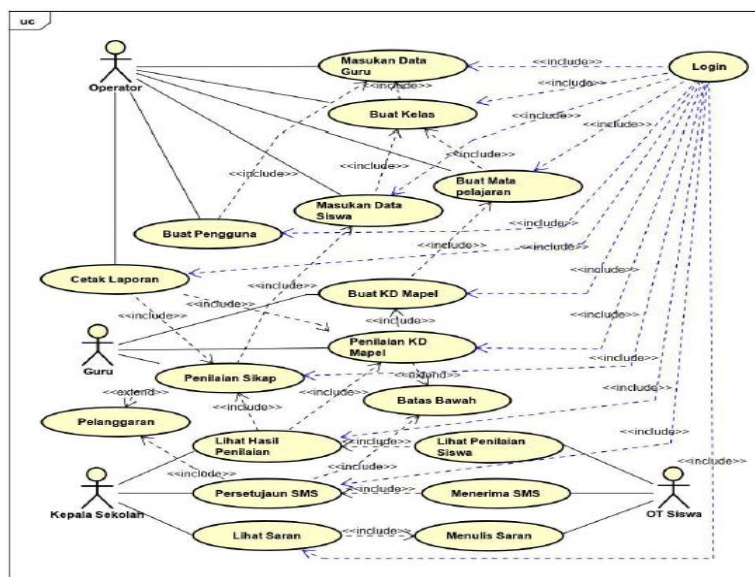 uc
Masukan Data
Guru
<<include>>
Login
Operator
<<include>>
<<include>>
Buat Kelas
<<include>>
<<include>>
<<include>>
<<include>>
<<include>>
Buat Mata
pelajaran
Masukan Data
Siswa
Buat Pengguna
<<include>>
<<include>>
Cetak Laporan
<<include>>
<<include>>
Buat KD Mapel
<<include>>
<<include>>
<<include>>
<<include>>
<<include>>
Penilaian KD
Mapel
<<include>>
Guru
Penilaian Sikap
<<extend>>
<<include>>
<<extend>>
<<include>>
<<include>>
Batas Bawah
Pelanggaran
<<include>>
<<include>>
Lihat Hasil
Penilaian
<<include>>
Lihat Penilaian
Siswa
<<include>>
<<include>>
Persetujaun SMS
<<include>>
Menerima SMS
Kepala Sekolah
OT Siswa
Lihat Saran
<<include>>
Menulis Saran